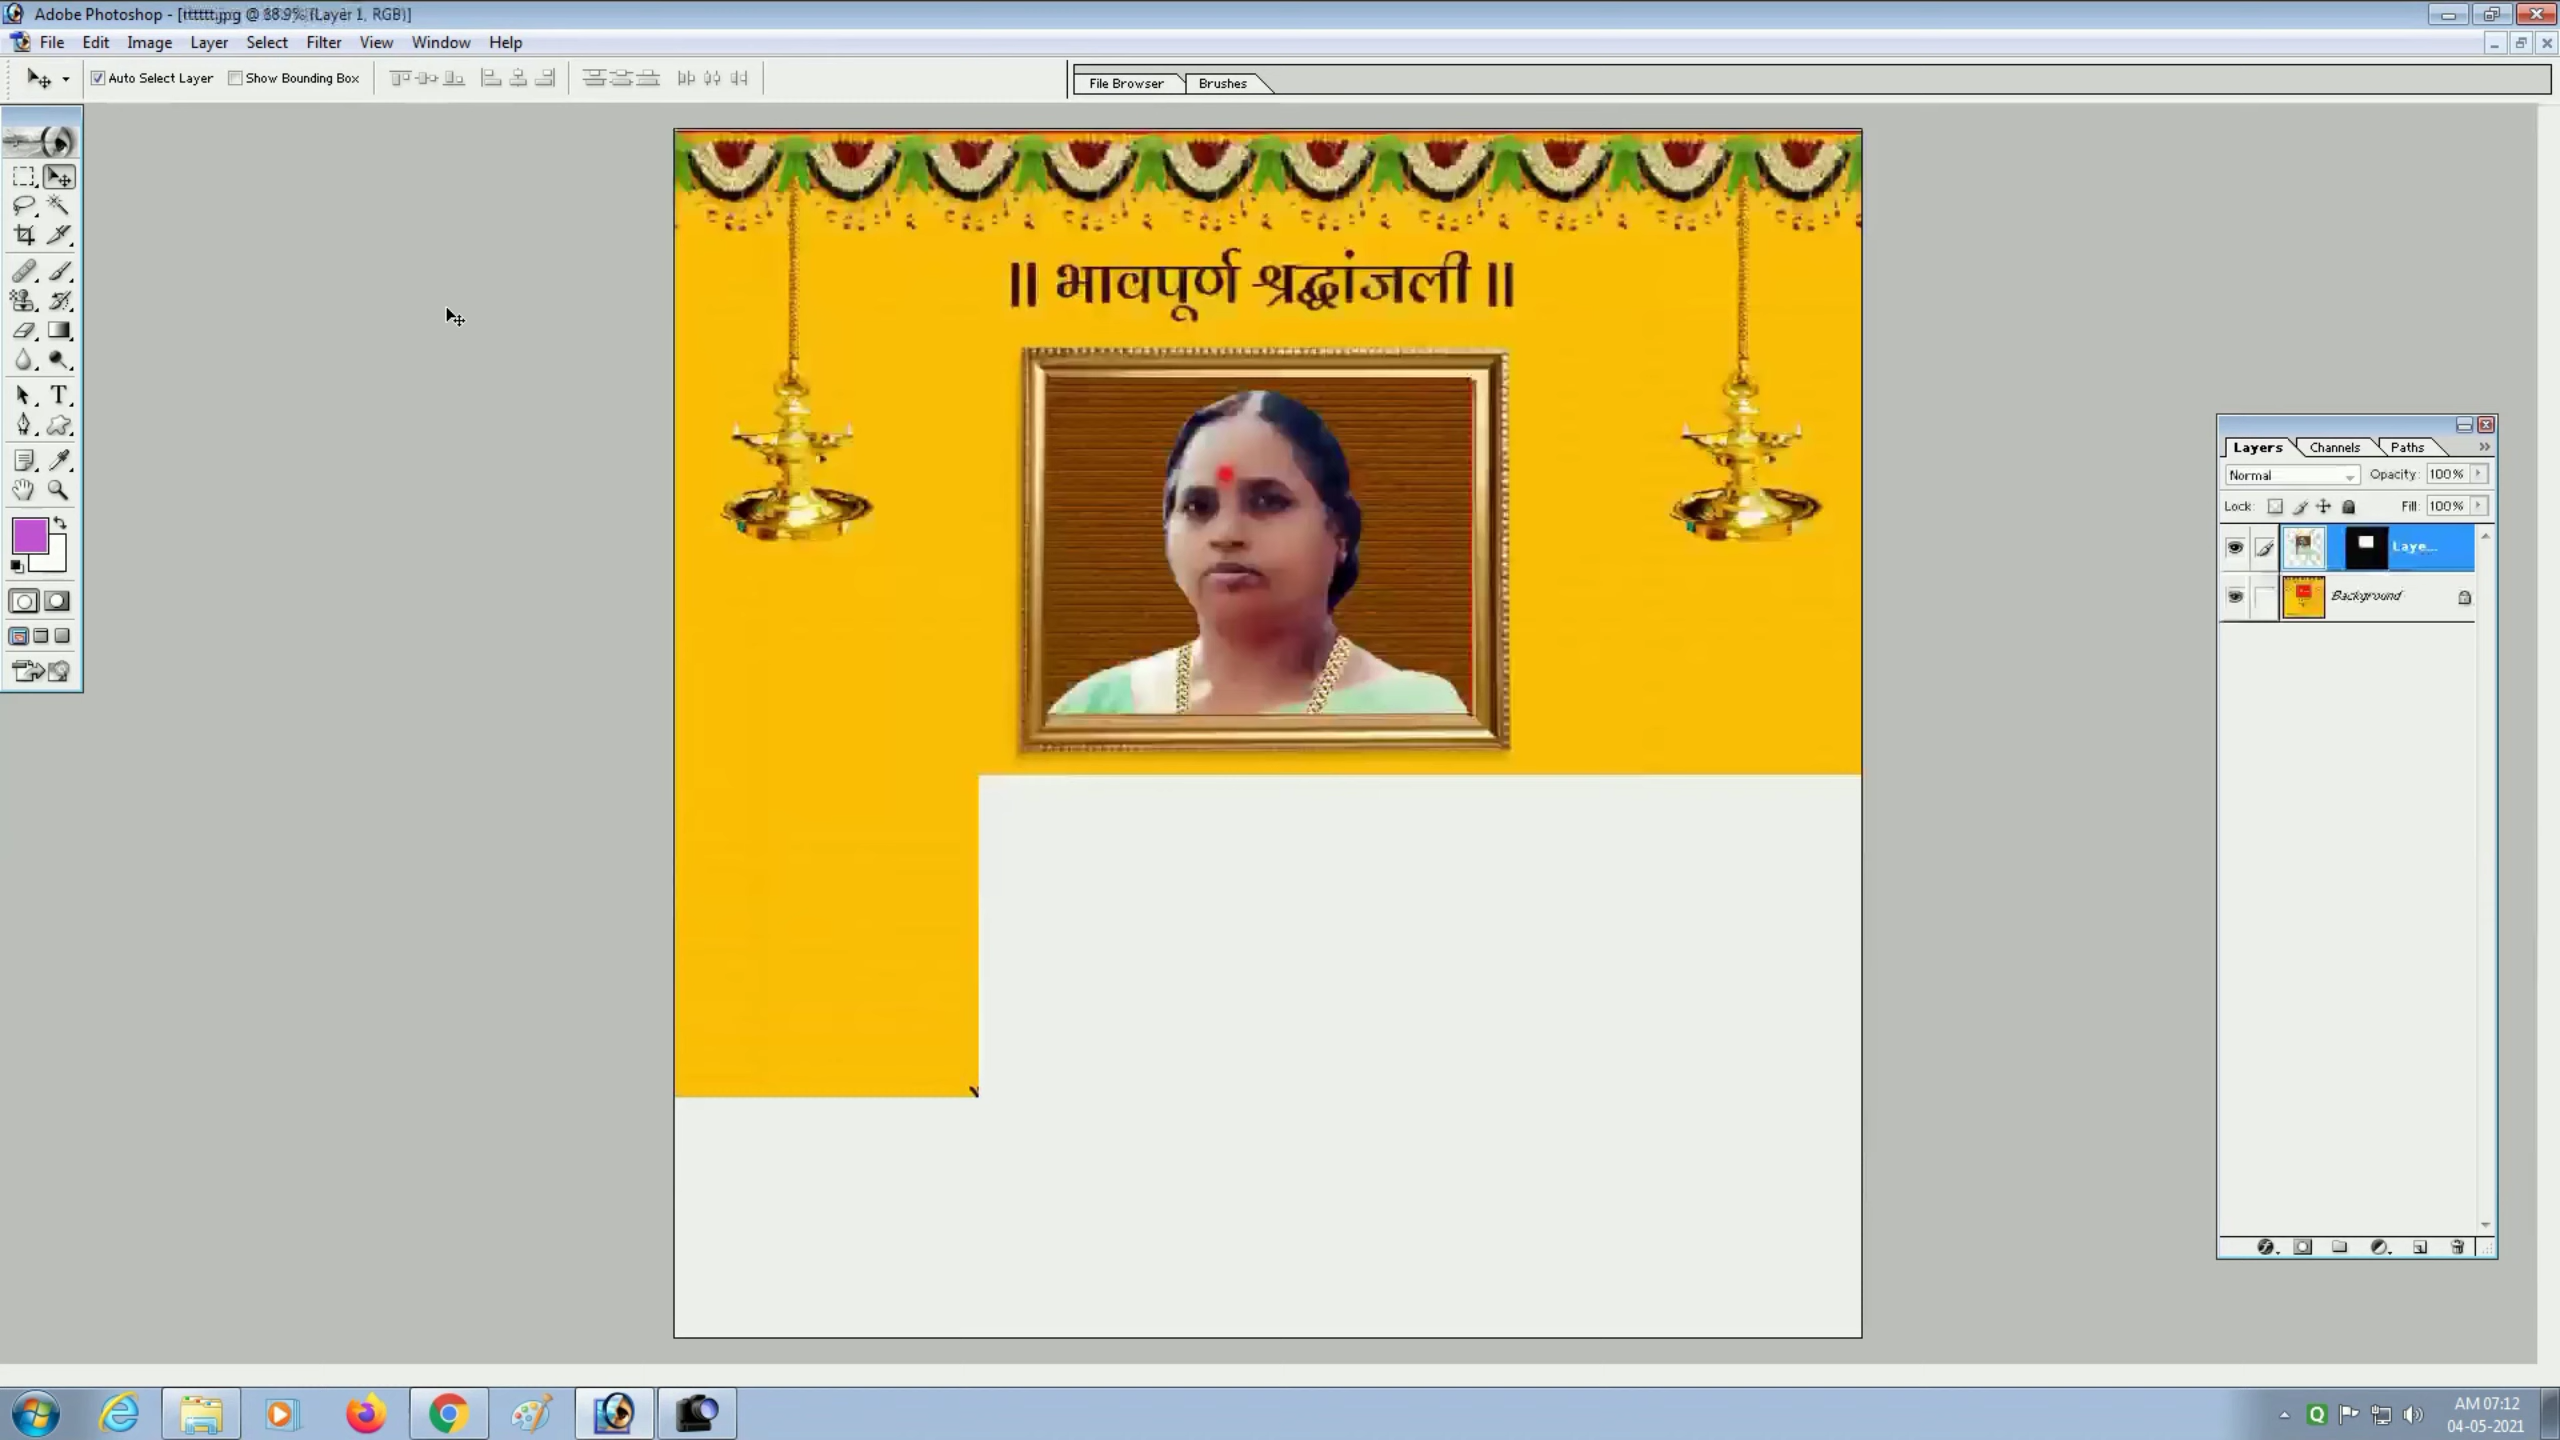 Adobe Photoshop - [ttttttt.jpg @ 88.9% (Layer 1, RGB)]
File Edit Image Layer Select Filter View Window Help
Auto Select Layer Show Bounding Box
File Browser Brushes
|| भावपूर्ण श्रद्धांजली ||
Layers Channels Paths
Normal Opacity: 100%
Lock: Fill: 100%
Laye...
Background
AM 07:12
04-05-2021